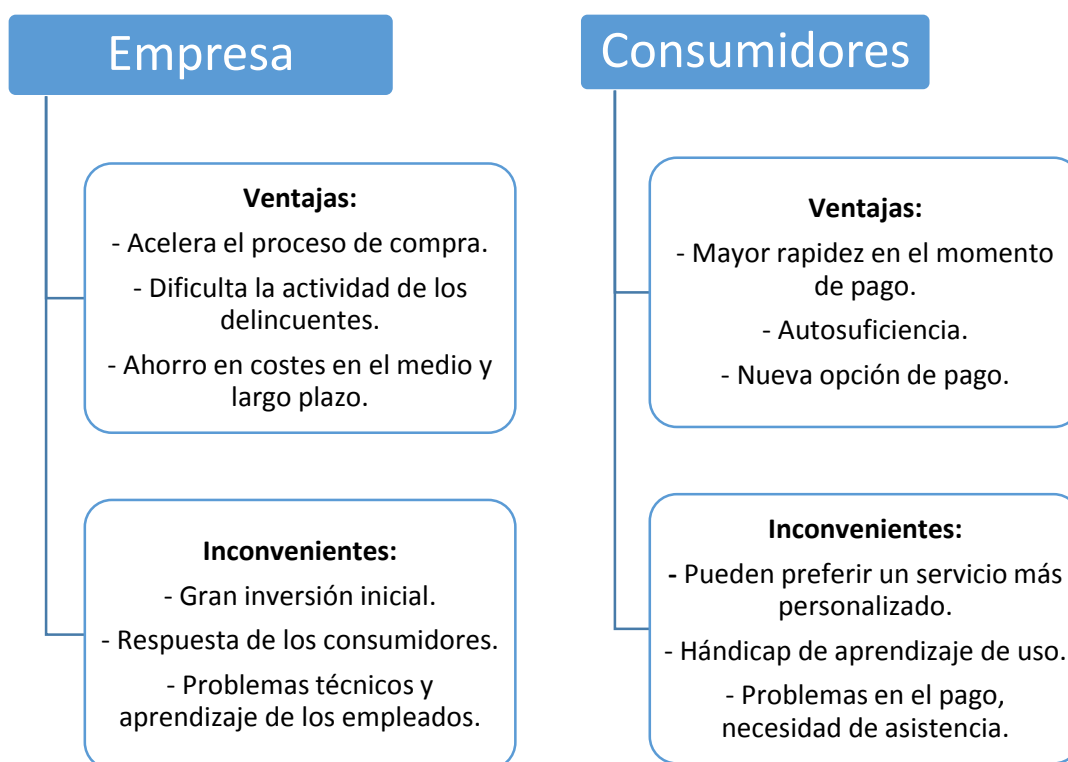 Empresa
Ventajas:
- Acelera el proceso de compra.
- Dificulta la actividad de los
delincuentes.
- Ahorro en costes en el medio y
largo plazo.
Inconvenientes:
- Gran inversión inicial.
- Respuesta de los consumidores.
- Problemas técnicos y
aprendizaje de los empleados.
Consumidores
Ventajas:
- Mayor rapidez en el momento
de pago.
- Autosuficiencia.
- Nueva opción de pago.
Inconvenientes:
- Pueden preferir un servicio más
personalizado.
- Hándicap de aprendizaje de uso.
- Problemas en el pago,
necesidad de asistencia.